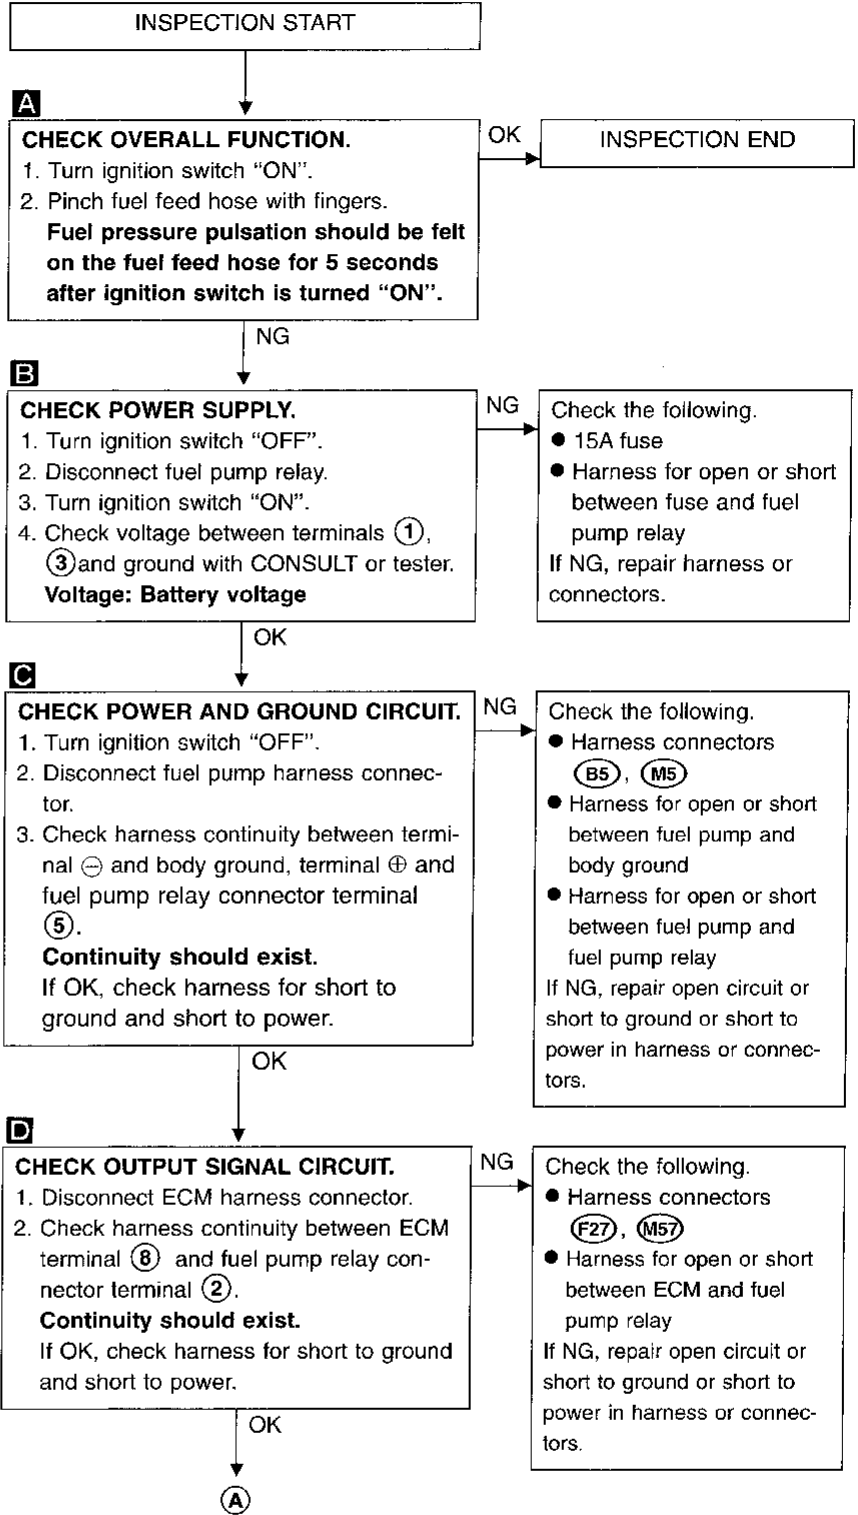 INSPECTION START
A
CHECK OVERALL FUNCTION.
1. Turn ignition switch “ON”.
2. Pinch fuel feed hose with fingers.
Fuel pressure pulsation should be felt
on the fuel feed hose for 5 seconds
after ignition switch is turned “ON”.
OK
INSPECTION END
NG
B
CHECK POWER SUPPLY.
1. Turn ignition switch “OFF”.
2. Disconnect fuel pump relay.
3. Turn ignition switch “ON”.
4. Check voltage between terminals ①,
③and ground with CONSULT or tester.
Voltage: Battery voltage
NG
Check the following.
● 15A fuse
● Harness for open or short
between fuse and fuel
pump relay
If NG, repair harness or
connectors.
OK
C
CHECK POWER AND GROUND CIRCUIT.
1. Turn ignition switch “OFF”.
2. Disconnect fuel pump harness connec-
tor.
3. Check harness continuity between termi-
nal ⊖ and body ground, terminal ⊕ and
fuel pump relay connector terminal
⑤.
Continuity should exist.
If OK, check harness for short to
ground and short to power.
NG
Check the following.
● Harness connectors
B5, M5
● Harness for open or short
between fuel pump and
body ground
● Harness for open or short
between fuel pump and
fuel pump relay
If NG, repair open circuit or
short to ground or short to
power in harness or connec-
tors.
OK
D
CHECK OUTPUT SIGNAL CIRCUIT.
1. Disconnect ECM harness connector.
2. Check harness continuity between ECM
terminal ⑧ and fuel pump relay con-
nector terminal ②.
Continuity should exist.
If OK, check harness for short to ground
and short to power.
NG
Check the following.
● Harness connectors
F27, M57
● Harness for open or short
between ECM and fuel
pump relay
If NG, repair open circuit or
short to ground or short to
power in harness or connec-
tors.
OK
Ⓐ